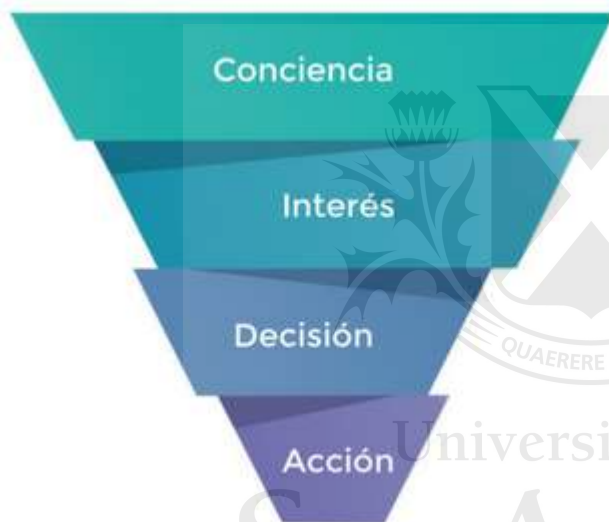 Conciencia
Interés
QUAERERE
Decisión
Universi
Acción
S A